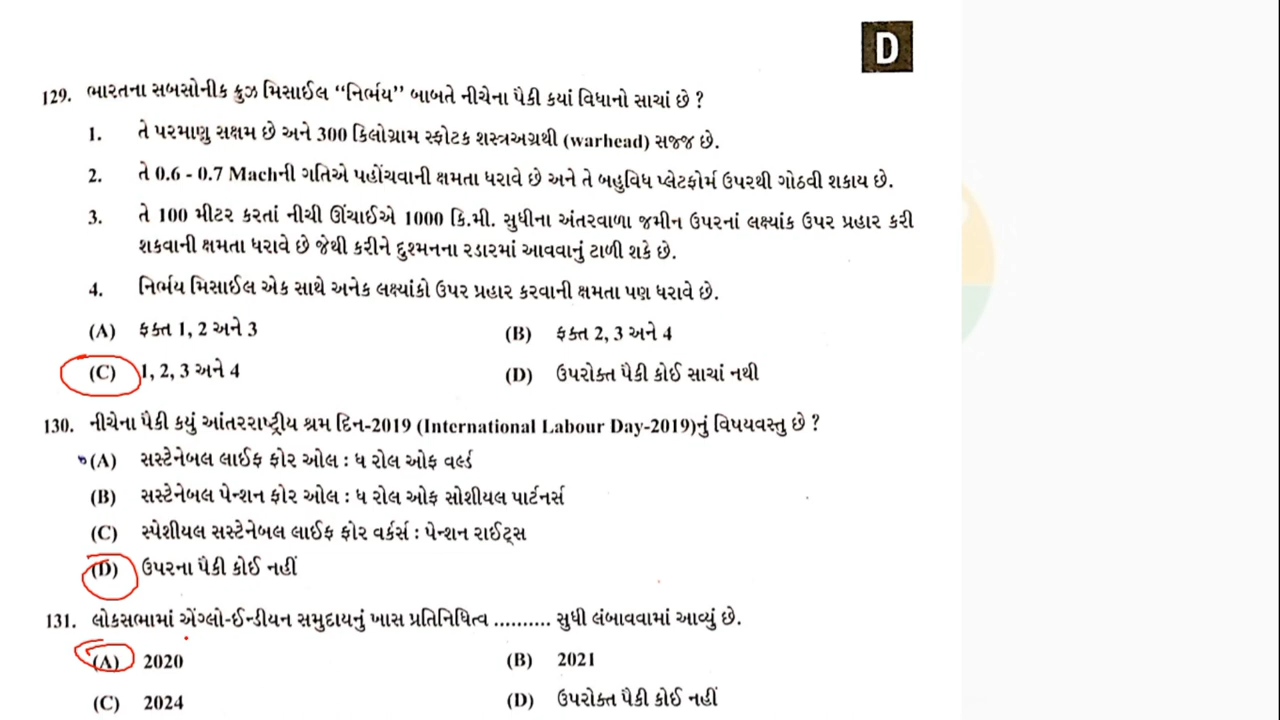 D
129. ભારતના સબસોનીક ક્રુઝ મિસાઈલ “નિર્ભય” બાબતે નીચેના પૈકી કયાં વિધાનો સાચાં છે ?
1. તે પરમાણુ સક્ષમ છે અને 300 કિલોગ્રામ સ્ફોટક શસ્ત્રઅગ્રથી (warhead) સજ્જ છે.
2. તે 0.6 - 0.7 Machની ગતિએ પહોંચવાની ક્ષમતા ધરાવે છે અને તે બહુવિધ પ્લેટફોર્મ ઉપરથી ગોઠવી શકાય છે.
3. તે 100 મીટર કરતાં નીચી ઊંચાઈએ 1000 કિ.મી. સુધીના અંતરવાળા જમીન ઉપરનાં લક્ષ્યાંક ઉપર પ્રહાર કરી
શકવાની ક્ષમતા ધરાવે છે જેથી કરીને દુશ્મનના રડારમાં આવવાનું ટાળી શકે છે.
4. નિર્ભય મિસાઈલ એક સાથે અનેક લક્ષ્યાંકો ઉપર પ્રહાર કરવાની ક્ષમતા પણ ધરાવે છે.
(A) ફક્ત 1, 2 અને 3 (B) ફક્ત 2, 3 અને 4
(C) 1, 2, 3 અને 4 (D) ઉપરોક્ત પૈકી કોઈ સાચાં નથી
130. નીચેના પૈકી કયું આંતરરાષ્ટ્રીય શ્રમ દિન-2019 (International Labour Day-2019)નું વિષયવસ્તુ છે ?
(A) સસ્ટેનેબલ લાઈફ ફોર ઓલ : ધ રોલ ઓફ વર્લ્ડ
(B) સસ્ટેનેબલ પેન્શન ફોર ઓલ : ધ રોલ ઓફ સોશીયલ પાર્ટનર્સ
(C) સ્પેશીયલ સસ્ટેનેબલ લાઈફ ફોર વર્કર્સ : પેન્શન રાઈટ્સ
(D) ઉપરના પૈકી કોઈ નહીં
131. લોકસભામાં એંગ્લો-ઈન્ડીયન સમુદાયનું ખાસ પ્રતિનિધિત્વ .......... સુધી લંબાવવામાં આવ્યું છે.
(A) 2020 (B) 2021
(C) 2024 (D) ઉપરોક્ત પૈકી કોઈ નહીં